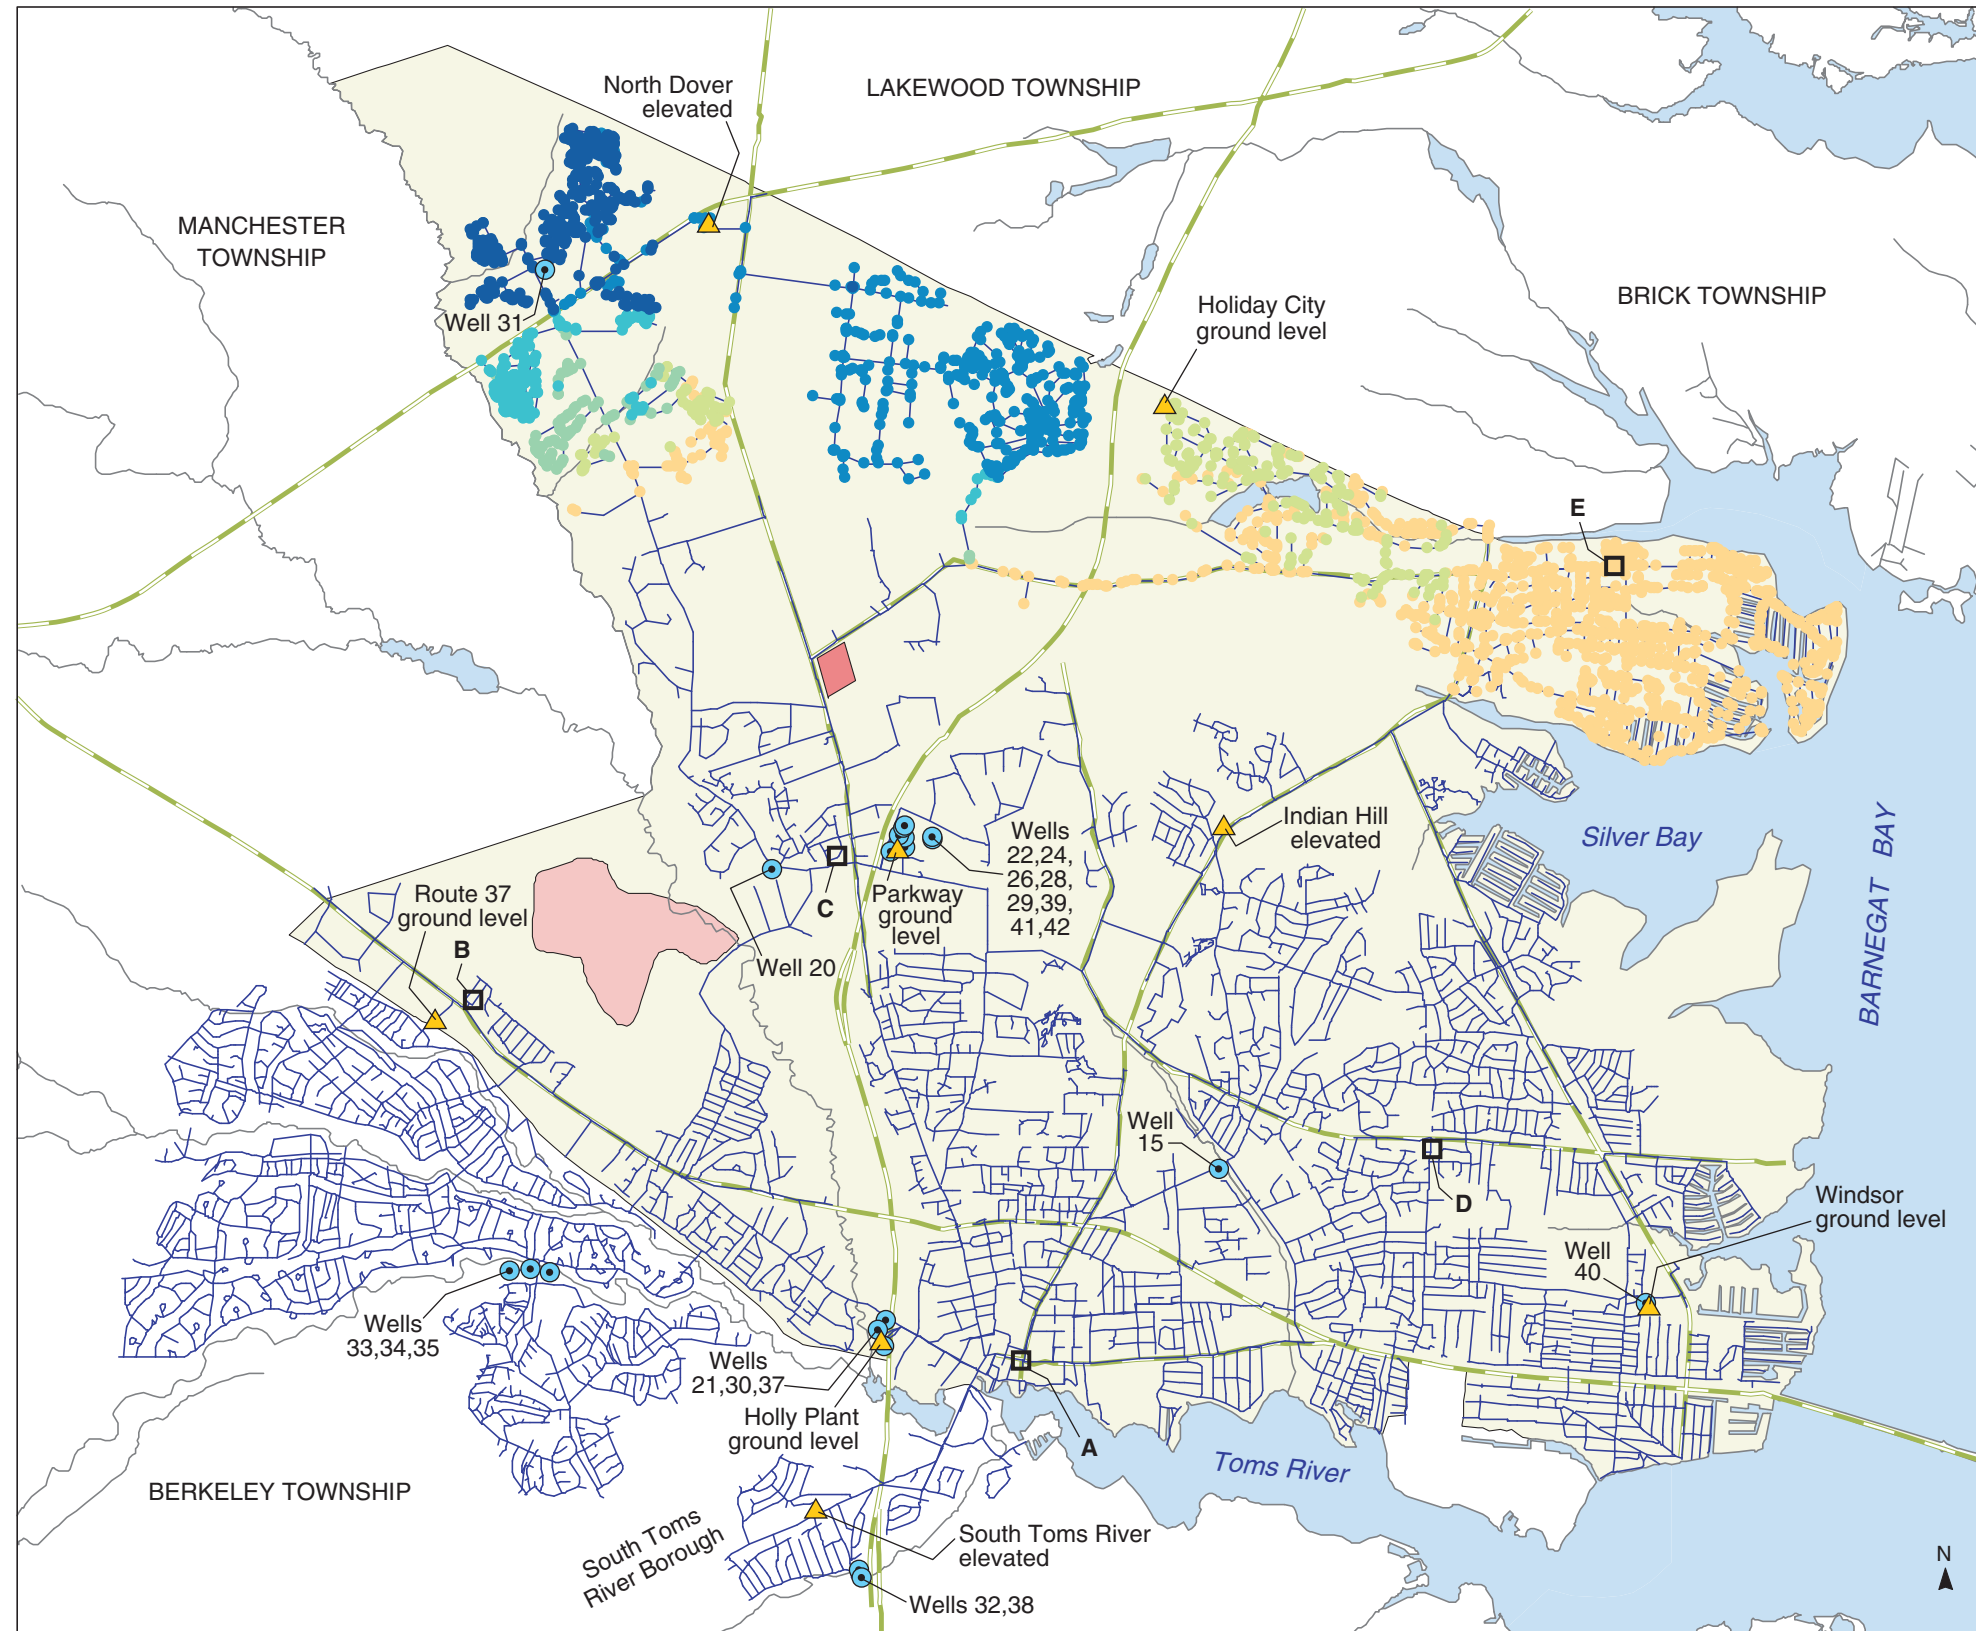 North Dover
elevated
LAKEWOOD TOWNSHIP
MANCHESTER
TOWNSHIP
Well 31
Holiday City
ground level
BRICK TOWNSHIP
E
Indian Hill
elevated
Silver Bay
BARNEGAT BAY
Wells
22,24,
26,28,
29,39,
41,42
Parkway
ground
level
C
Route 37
ground level
B
Well 20
Well
15
D
Windsor
ground level
Well
40
Wells
33,34,35
Wells
21,30,37
Holly Plant
ground level
A
Toms River
BERKELEY TOWNSHIP
South Toms
River Borough
South Toms River
elevated
Wells 32,38
N